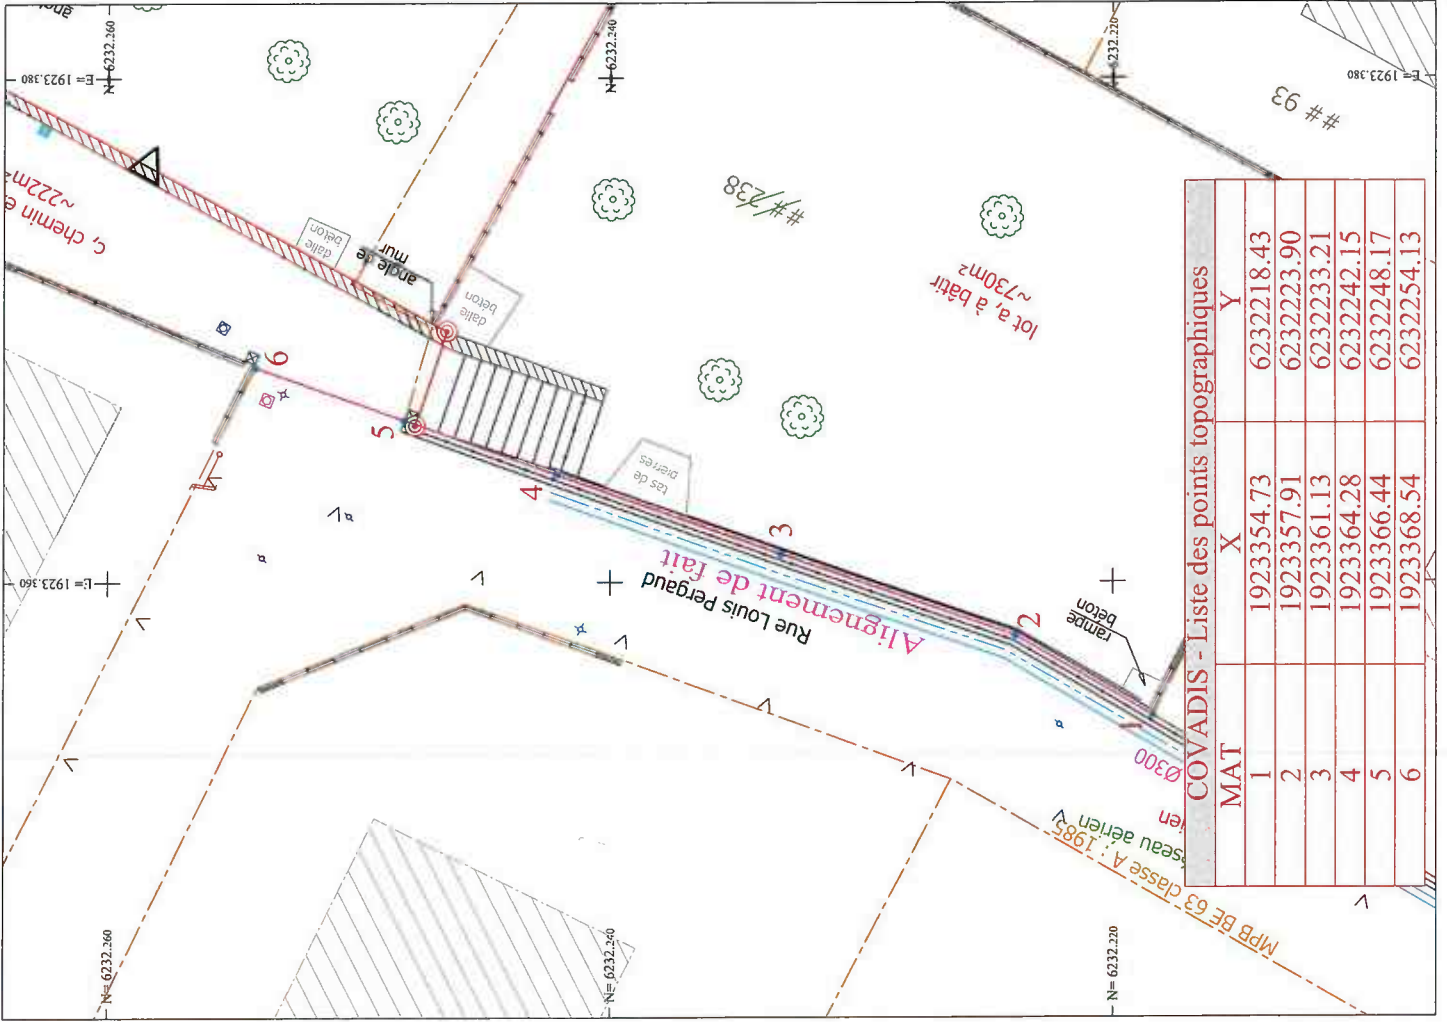 E= 1923.380
N= 6232.260
N= 6232.240
6232.220
E= 1923.380
## 93
##/238
C, chemin e
~222m²
dalle
béton
angle de
mur
dalle
béton
lot a, à bâtir
~730m²
6
5
4
3
2
tas de
pierres
E= 1923.360
Rue Louis Pergaud
Alignement de fait
rampe
béton
Ø300
seau aérien
ien
MPB BE 63 classe A : 1985
N= 6232.260
N= 6232.240
N= 6232.220
COVADIS - Liste des points topographiques
MAT X Y
1 1923354.73 6232218.43
2 1923357.91 6232223.90
3 1923361.13 6232233.21
4 1923364.28 6232242.15
5 1923366.44 6232248.17
6 1923368.54 6232254.13